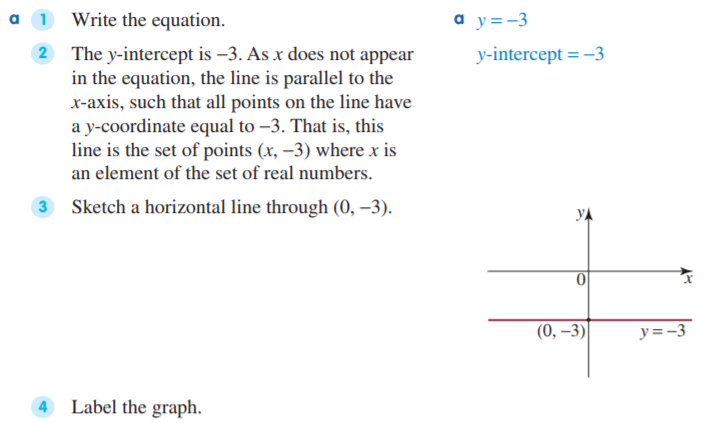 a 1 Write the equation.
a y = −3
2 The y-intercept is −3. As x does not appear
in the equation, the line is parallel to the
x-axis, such that all points on the line have
a y-coordinate equal to −3. That is, this
line is the set of points (x, −3) where x is
an element of the set of real numbers.
y-intercept = −3
3 Sketch a horizontal line through (0, −3).
y
0
x
(0, −3)
y = −3
4 Label the graph.